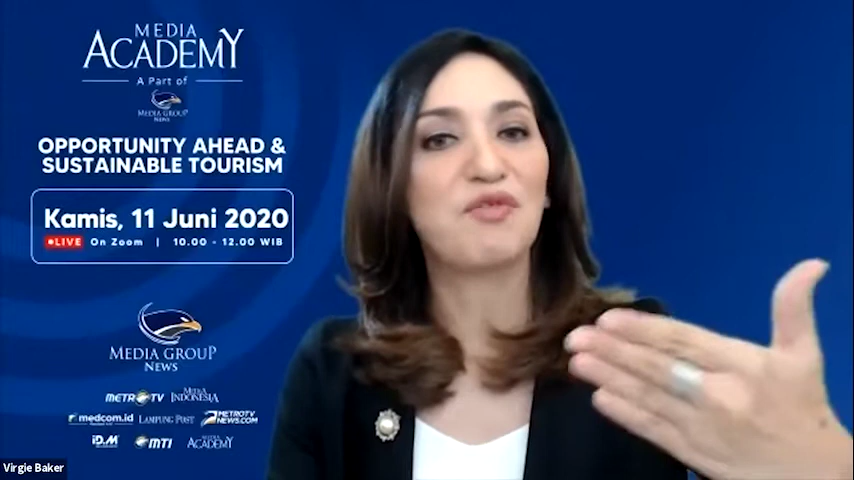 MEDIA
ACADEMY
A Part of
MEDIA GROUP
NEWS
OPPORTUNITY AHEAD &
SUSTAINABLE TOURISM
Kamis, 11 Juni 2020
LIVE On Zoom | 10.00 - 12.00 WIB
MEDIA GROUP
NEWS
METRO TV MEDIA INDONESIA
medcom.id LAMPUNG POST METROTVNEWS.COM
IDM MTI MEDIA ACADEMY
Virgie Baker